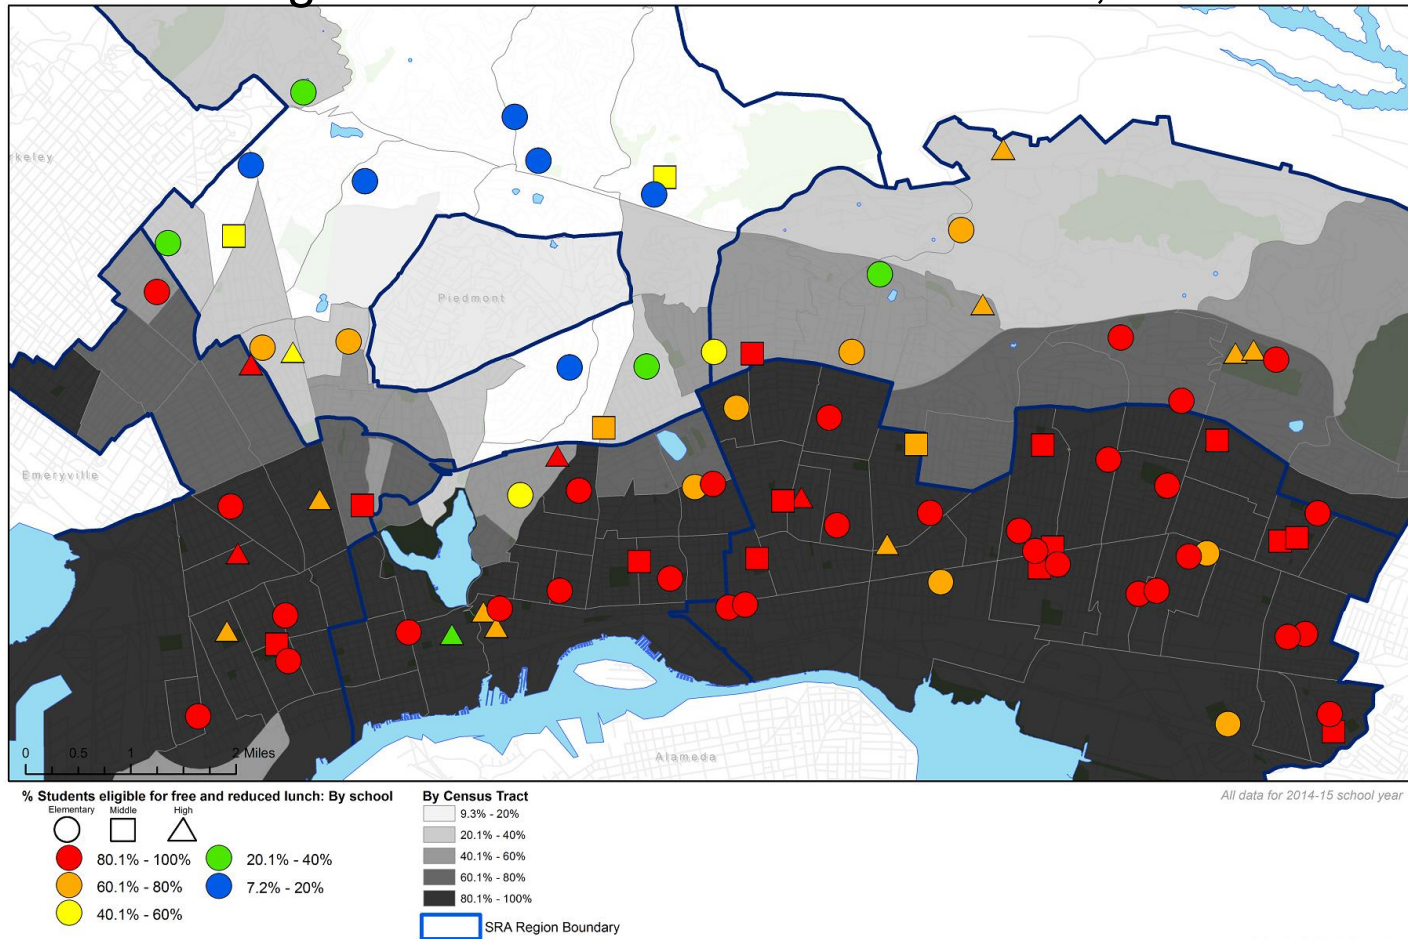 rkeley
Piedmont
Emeryville
Alameda
0 0.5 1 2 Miles
% Students eligible for free and reduced lunch: By school
Elementary Middle High
80.1% - 100%
60.1% - 80%
40.1% - 60%
20.1% - 40%
7.2% - 20%
By Census Tract
9.3% - 20%
20.1% - 40%
40.1% - 60%
60.1% - 80%
80.1% - 100%
SRA Region Boundary
All data for 2014-15 school year